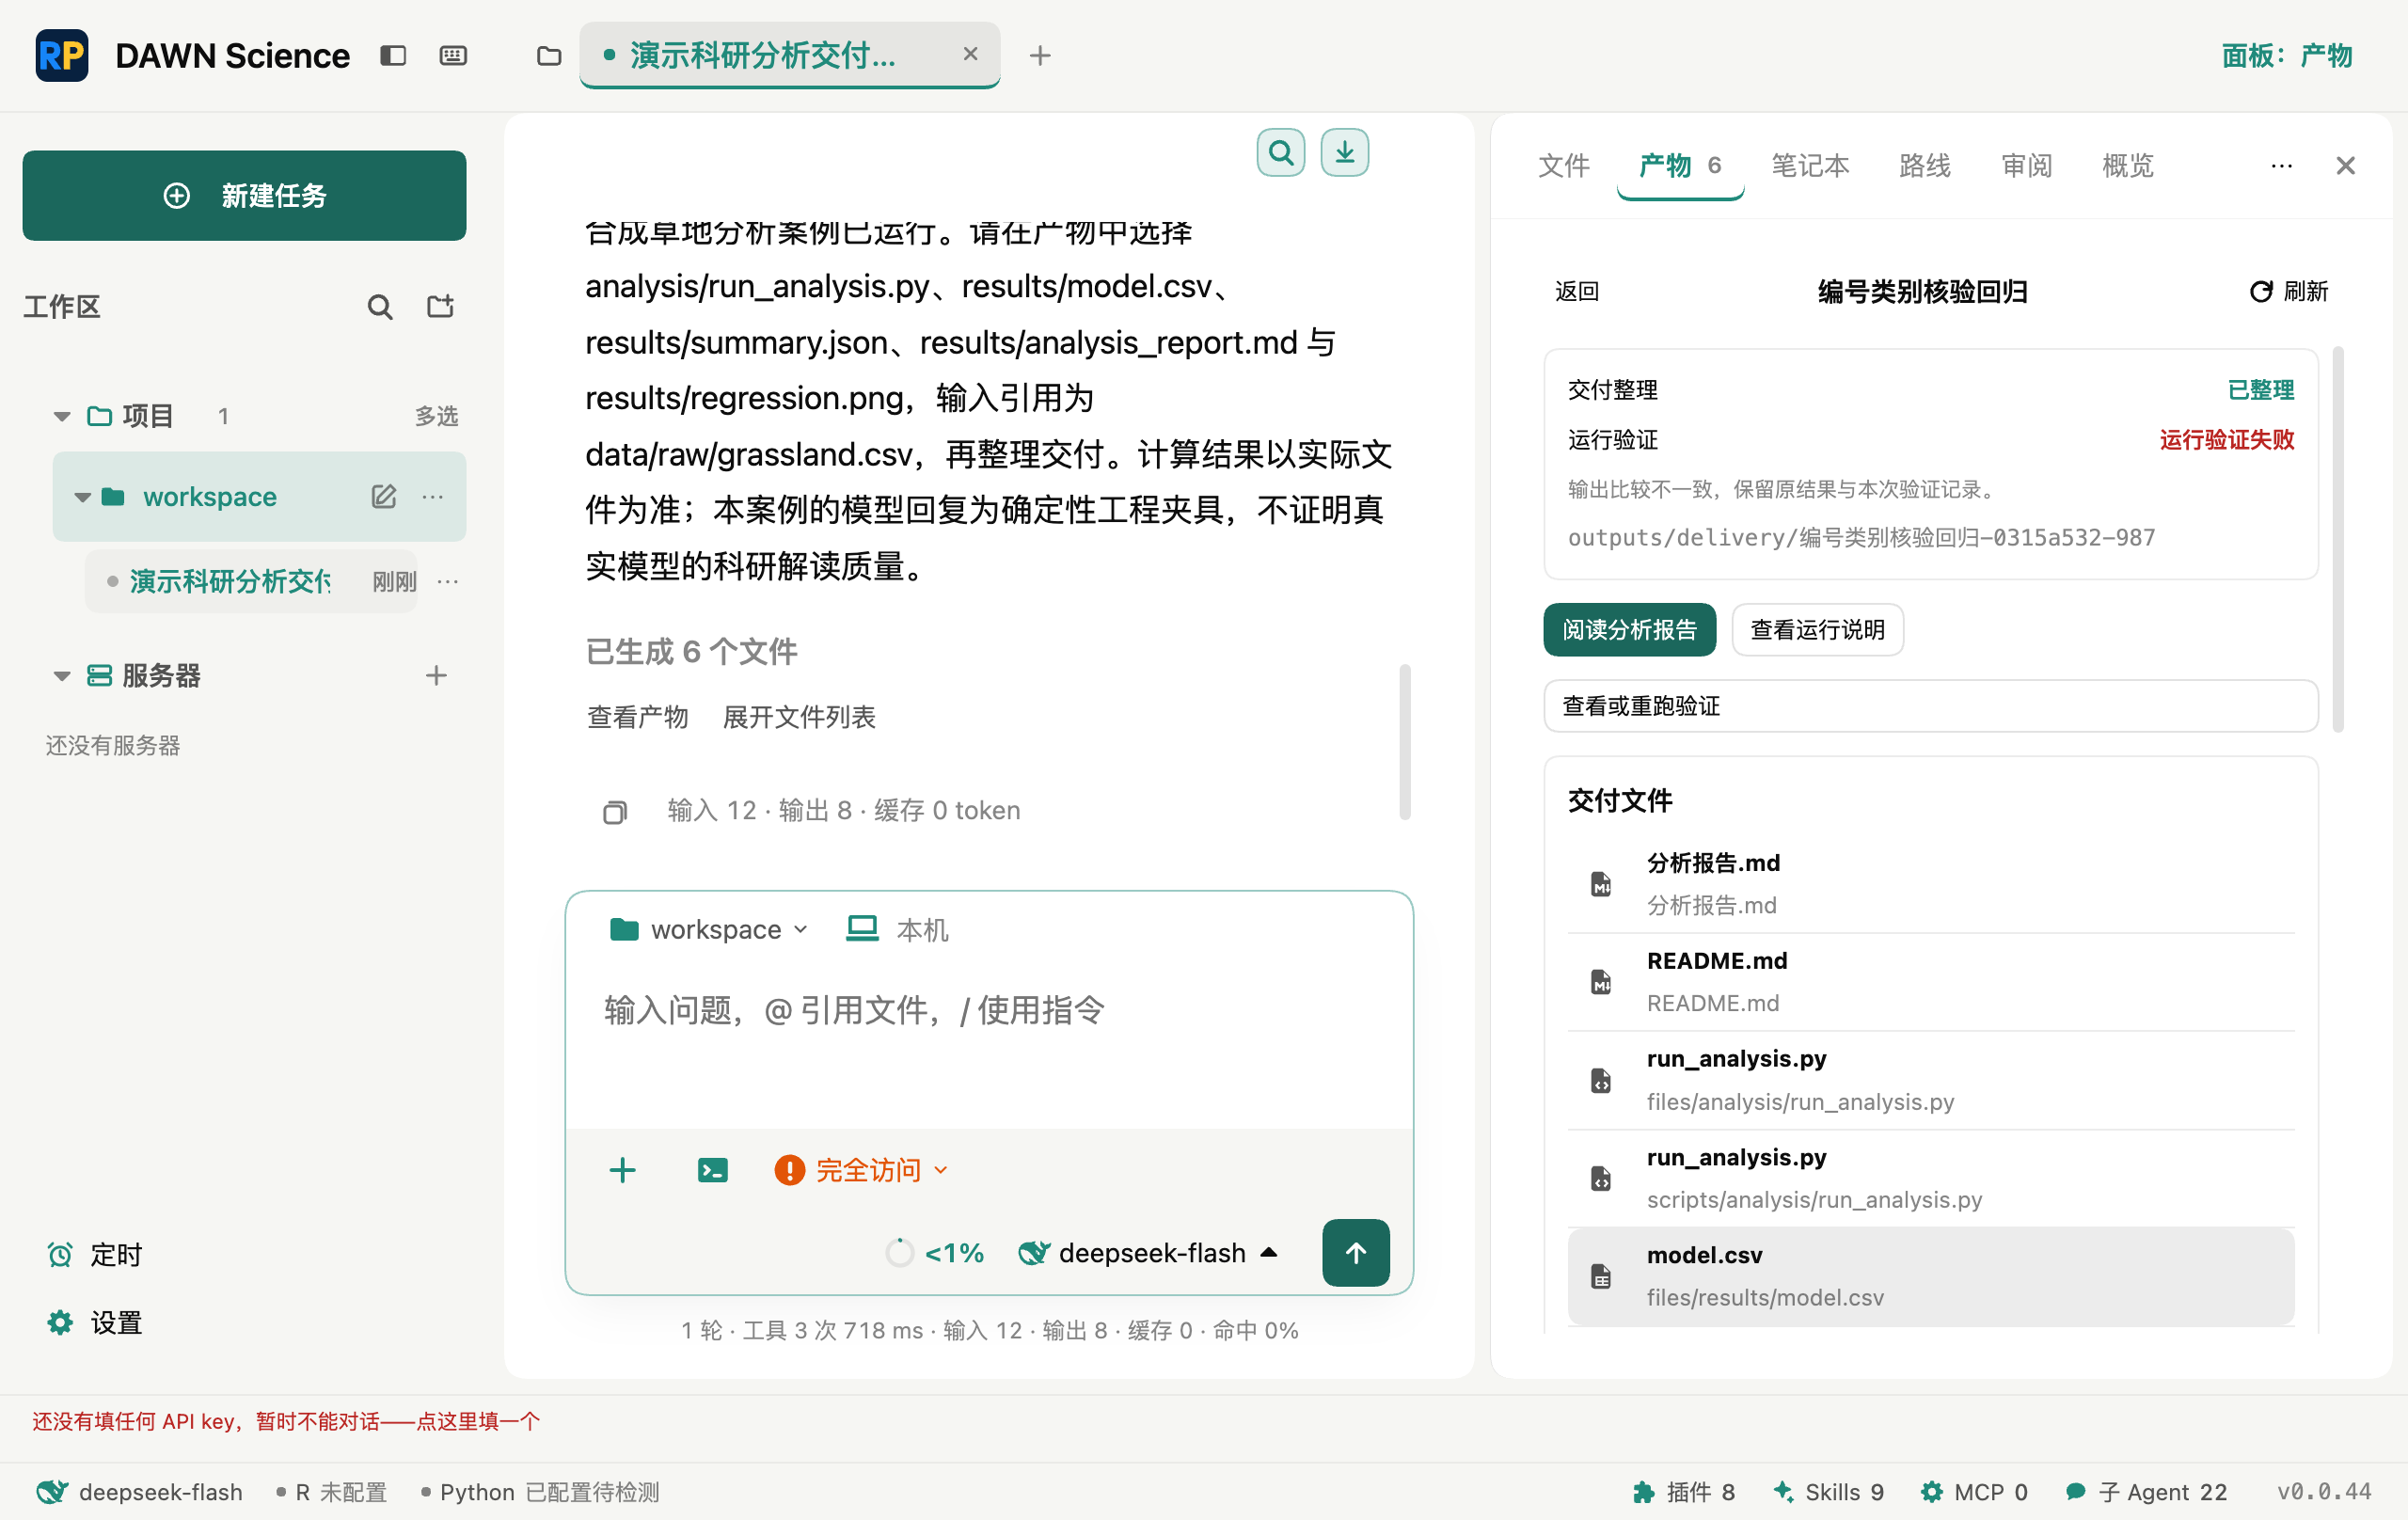 RP DAWN Science
演示科研分析交付...
面板：产物
新建任务
工作区
项目 1 多选
workspace
演示科研分析交付 刚刚
服务器
还没有服务器
定时
设置
合成草地分析案例已运行。请在产物中选择
analysis/run_analysis.py、results/model.csv、
results/summary.json、results/analysis_report.md 与
results/regression.png，输入引用为
data/raw/grassland.csv，再整理交付。计算结果以实际文
件为准；本案例的模型回复为确定性工程夹具，不证明真
实模型的科研解读质量。
已生成 6 个文件
查看产物 展开文件列表
输入 12 · 输出 8 · 缓存 0 token
workspace 本机
输入问题，@ 引用文件，/ 使用指令
完全访问
<1% deepseek-flash
1 轮 · 工具 3 次 718 ms · 输入 12 · 输出 8 · 缓存 0 · 命中 0%
文件 产物 6 笔记本 路线 审阅 概览 ...
返回 编号类别核验回归 刷新
交付整理 已整理
运行验证 运行验证失败
输出比较不一致，保留原结果与本次验证记录。
outputs/delivery/编号类别核验回归-0315a532-987
阅读分析报告 查看运行说明
查看或重跑验证
交付文件
分析报告.md
分析报告.md
README.md
README.md
run_analysis.py
files/analysis/run_analysis.py
run_analysis.py
scripts/analysis/run_analysis.py
model.csv
files/results/model.csv
还没有填任何 API key，暂时不能对话——点这里填一个
deepseek-flash R 未配置 Python 已配置待检测
插件 8 Skills 9 MCP 0 子 Agent 22 v0.0.44